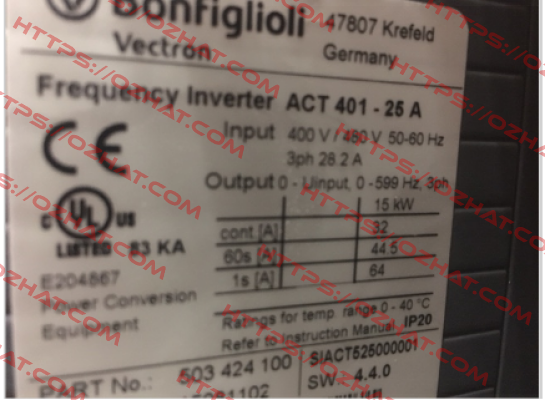 Bonfiglioli
Vectron
47807 Krefeld
Germany
Frequency Inverter ACT 401 - 25 A
Input 400 V / 480 V 50-60 Hz
3ph 28.2 A
Output 0 - Uinput, 0 - 599 Hz, 3ph
15 kW
cont.[A] 32
60s [A] 44.5
1s [A] 64
CE
C UL US
LISTED 83 KA
E204867
Power Conversion
Equipment
Ratings for temp. range 0 - 40 °C
Refer to Instruction Manual IP20
PART No.: 503 424 100
SIACT525000001
SW- 4.4.0
HTTPS://OZHAT.COM